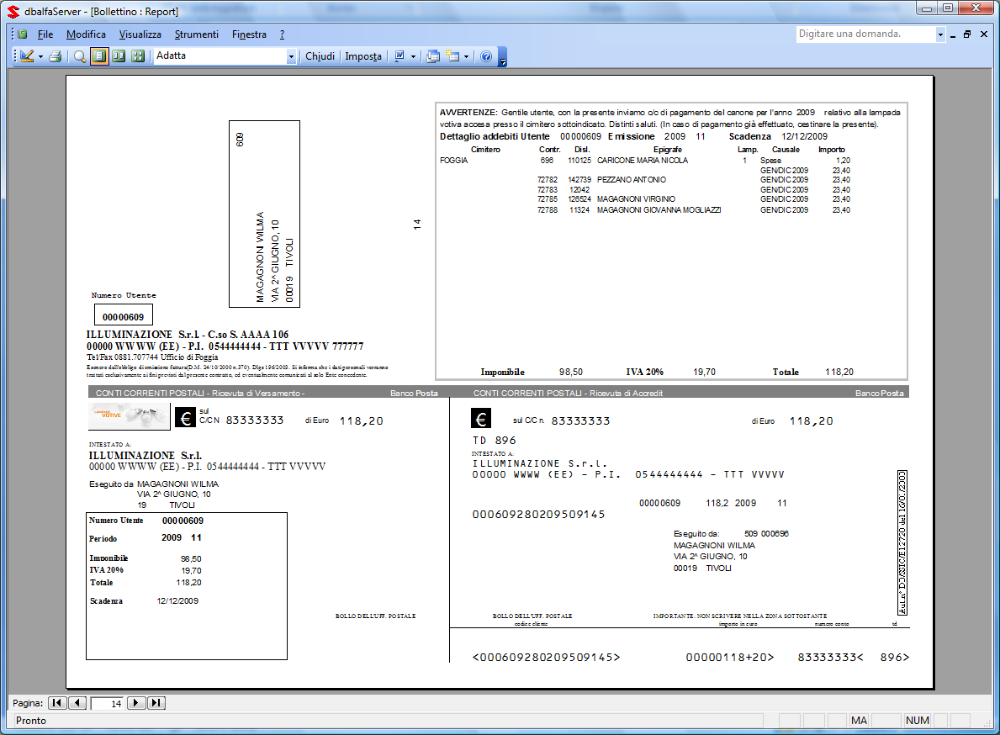 dbalfaServer - [Bollettino : Report]
File Modifica Visualizza Strumenti Finestra ?
Digitare una domanda.
Adatta
Chiudi Imposta
609
MAGAGNONI WILMA
VIA 2^ GIUGNO, 10
00019 TIVOLI
14
Numero Utente
00000609
ILLUMINAZIONE S.r.l. - C.so S. AAAA 106
00000 WWWW (EE) - P.I. 0544444444 - TTT VVVVV 777777
Tel/Fax 0881.707744 Ufficio di Foggia
Esonero dall'obbligo di emissione fattura(D.M. 24/10/2000 n.370). Dlgs 196/2003. Si informa che i dati personali verranno
trattati esclusivamente ai fini previsti dal presente contratto, ed eventualmente comunicati al solo Ente concedente.
AVVERTENZE: Gentile utente, con la presente inviamo c/c di pagamento del canone per l'anno 2009 relativo alla lampada
votiva accesa presso il cimitero sottoindicato. Distinti saluti. (In caso di pagamento già effettuato, cestinare la presente).
Dettaglio addebiti Utente 00000609 Emissione 2009 11 Scadenza 12/12/2009
Cimitero Contr. Disl. Epigrafe Lamp. Causale Importo
FOGGIA 696 110125 CARICONE MARIA NICOLA 1 Spese 1,20
GEN/DIC 2009 23,40
72782 142739 PEZZANO ANTONIO GEN/DIC 2009 23,40
72783 12042 GEN/DIC 2009 23,40
72785 126524 MAGAGNONI VIRGINIO GEN/DIC 2009 23,40
72788 11324 MAGAGNONI GIOVANNA MOGLIAZZI GEN/DIC 2009 23,40
Imponibile 98,50 IVA 20% 19,70 Totale 118,20
CONTI CORRENTI POSTALI - Ricevuta di Versamento - BancoPosta
LAMPADE
VOTIVE
€ sul
C/C N 83333333 di Euro 118,20
INTESTATO A:
ILLUMINAZIONE S.r.l.
00000 WWWW (EE) - P.I. 0544444444 - TTT VVVVV
Eseguito da MAGAGNONI WILMA
VIA 2^ GIUGNO, 10
19 TIVOLI
Numero Utente 00000609
Periodo 2009 11
Imponibile 98,50
IVA 20% 19,70
Totale 118,20
Scadenza 12/12/2009
BOLLO DELL'UFF. POSTALE
CONTI CORRENTI POSTALI - Ricevuta di Accredit BancoPosta
€ sul C/C n. 83333333 di Euro 118,20
TD 896
INTESTATO A:
ILLUMINAZIONE S.r.l.
00000 WWWW (EE) - P.I. 0544444444 - TTT VVVVV
00000609 118,2 2009 11
000609280209509145
Eseguito da: 509 000696
MAGAGNONI WILMA
VIA 2^ GIUGNO, 10
00019 TIVOLI
Aut.n° DD/SSIC/E12720 del 16/01/2003
BOLLO DELL'UFF. POSTALE IMPORTANTE: NON SCRIVERE NELLA ZONA SOTTOSTANTE
codice cliente importo in euro numero conto td
<000609280209509145> 00000118+20> 83333333< 896>
Pagina: 14
Pronto MA NUM